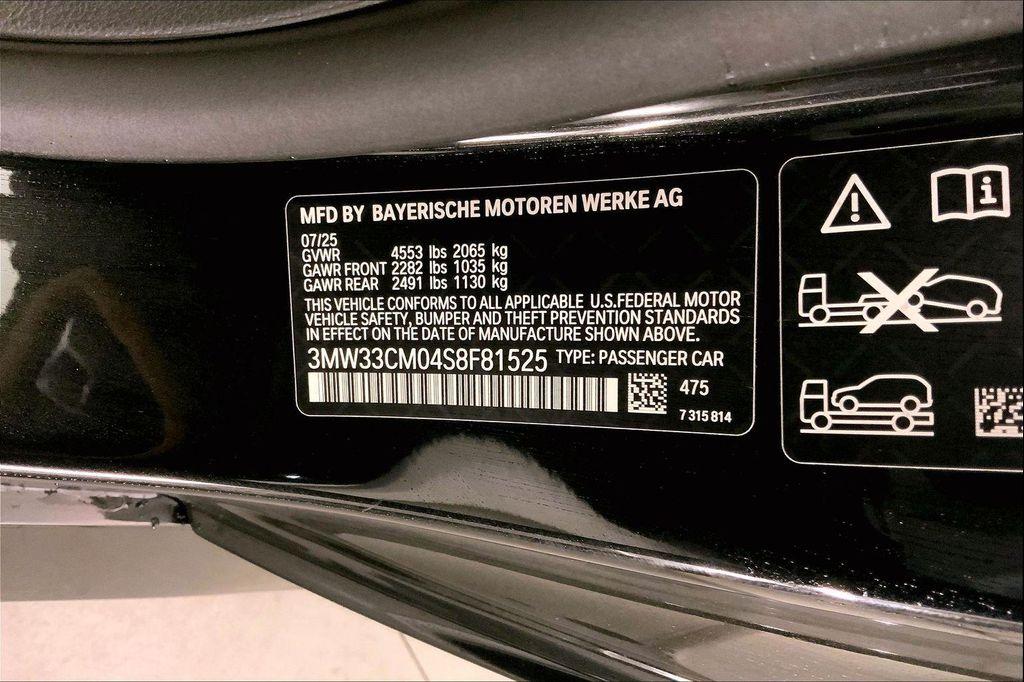 MFD BY BAYERISCHE MOTOREN WERKE AG
07/25
GVWR 4553 lbs 2065 kg
GAWR FRONT 2282 lbs 1035 kg
GAWR REAR 2491 lbs 1130 kg
THIS VEHICLE CONFORMS TO ALL APPLICABLE U.S.FEDERAL MOTOR
VEHICLE SAFETY, BUMPER AND THEFT PREVENTION STANDARDS
IN EFFECT ON THE DATE OF MANUFACTURE SHOWN ABOVE.
3MW33CM04S8F81525 TYPE: PASSENGER CAR
475
7 315 814